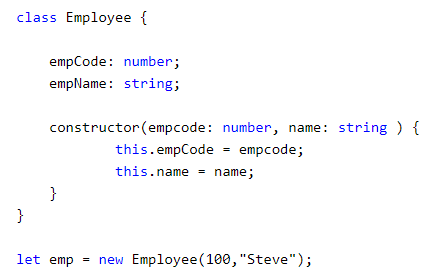 class Employee {
empCode: number;
empName: string;
constructor(empcode: number, name: string ) {
this.empCode = empcode;
this.name = name;
}
}
let emp = new Employee(100,"Steve");